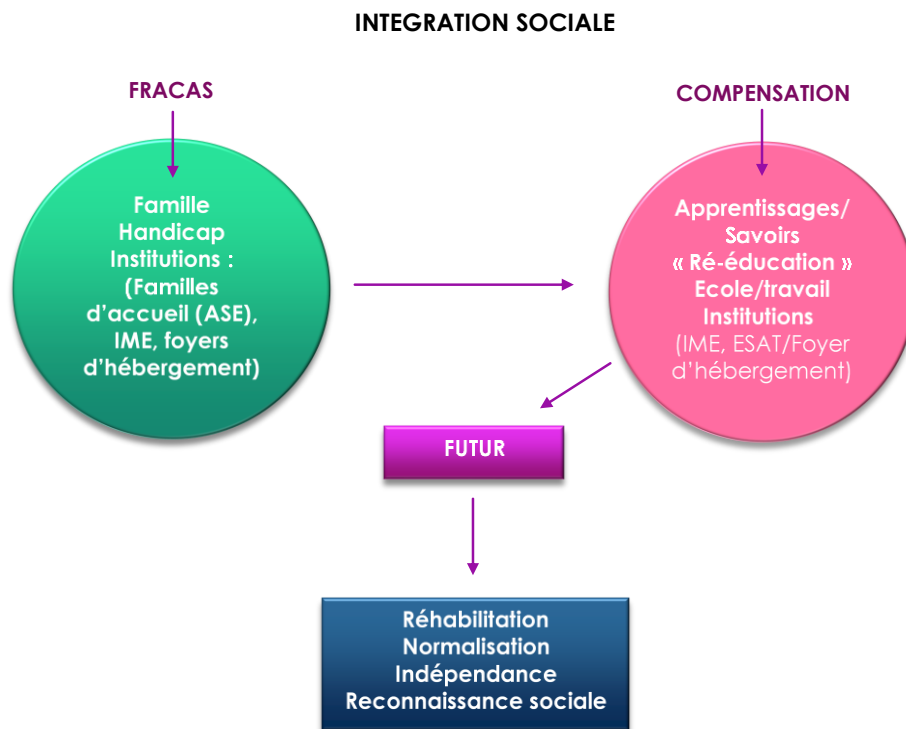 INTEGRATION SOCIALE
FRACAS
COMPENSATION
Famille
Handicap
Institutions :
(Familles
d'accueil (ASE),
IME, foyers
d'hébergement)
Apprentissages/
Savoirs
« Ré-éducation »
Ecole/travail
Institutions
(IME, ESAT/Foyer
d'hébergement)
FUTUR
Réhabilitation
Normalisation
Indépendance
Reconnaissance sociale